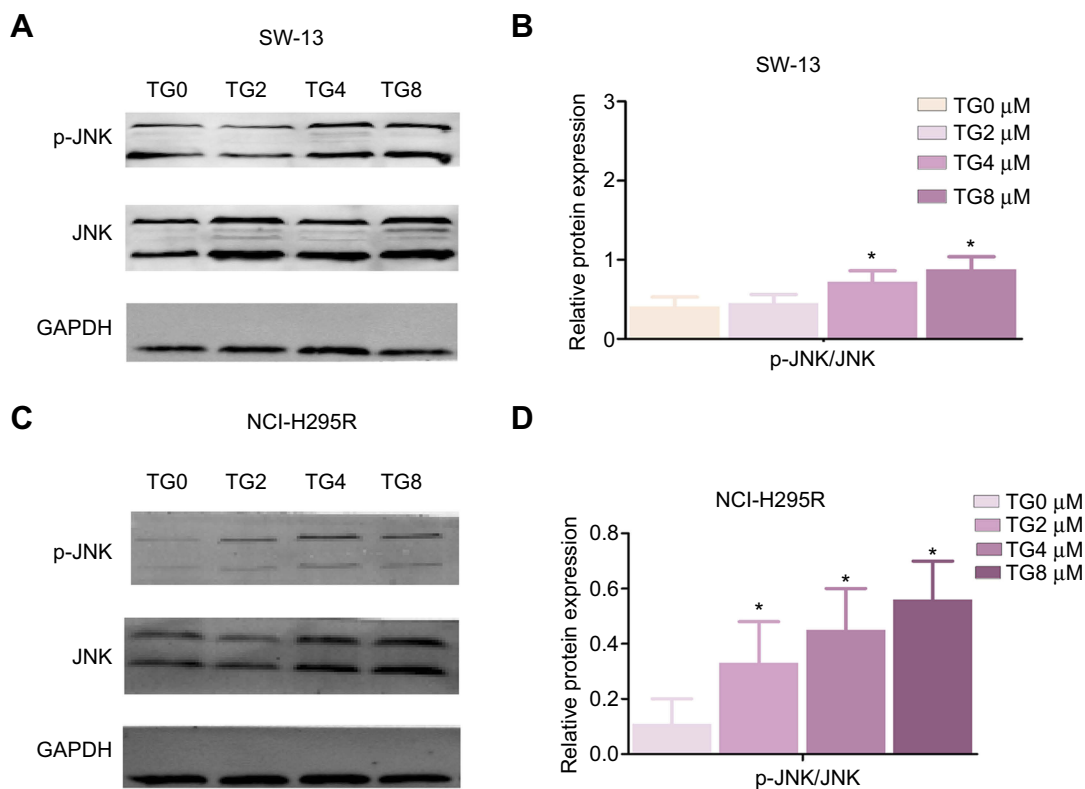 A
SW-13
TG0 TG2 TG4 TG8
p-JNK
JNK
GAPDH
B
SW-13
Relative protein expression
3
2
1
0
* *
p-JNK/JNK
TG0 μM
TG2 μM
TG4 μM
TG8 μM
C
NCI-H295R
TG0 TG2 TG4 TG8
p-JNK
JNK
GAPDH
D
NCI-H295R
Relative protein expression
0.8
0.6
0.4
0.2
0.0
* * *
p-JNK/JNK
TG0 μM
TG2 μM
TG4 μM
TG8 μM